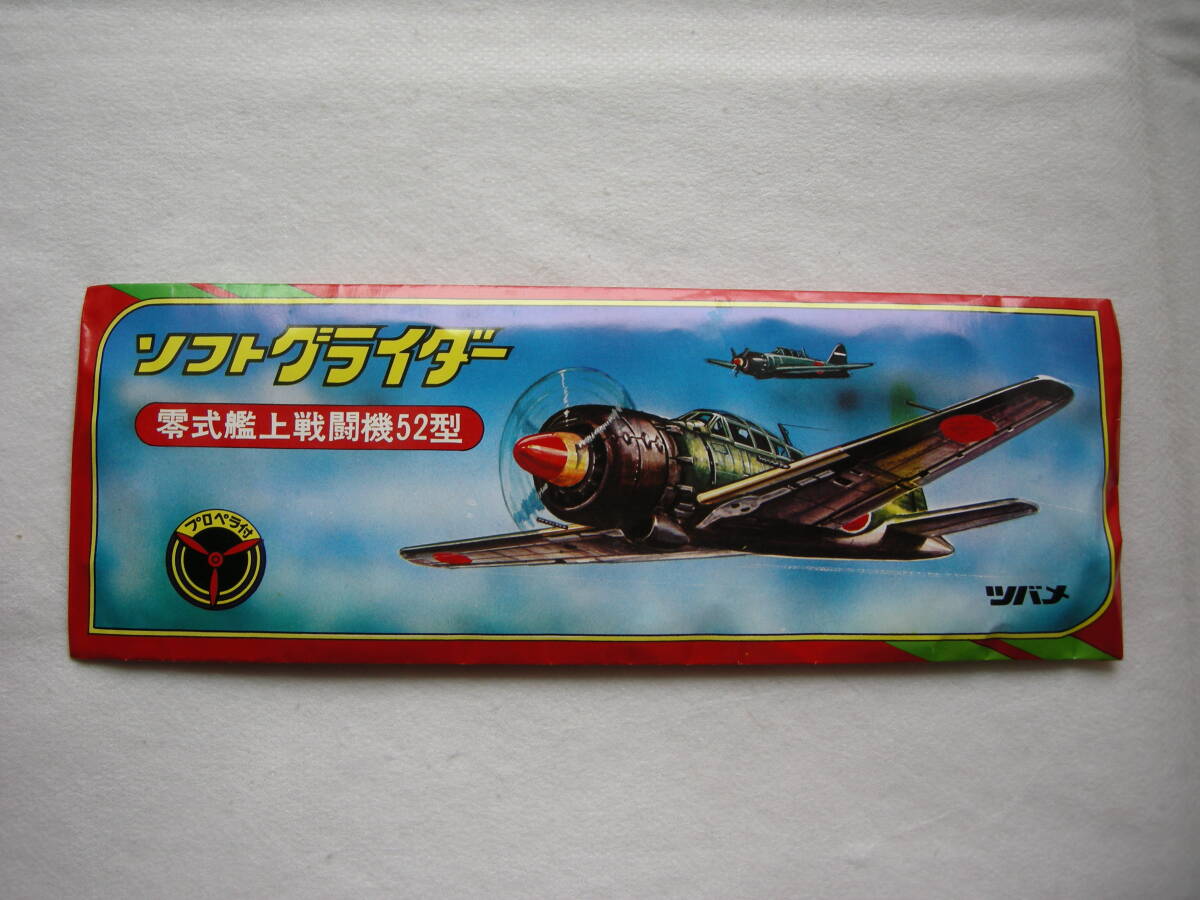 ソフトグライダー
零式艦上戦闘機52型
プロペラ付
ツバメ